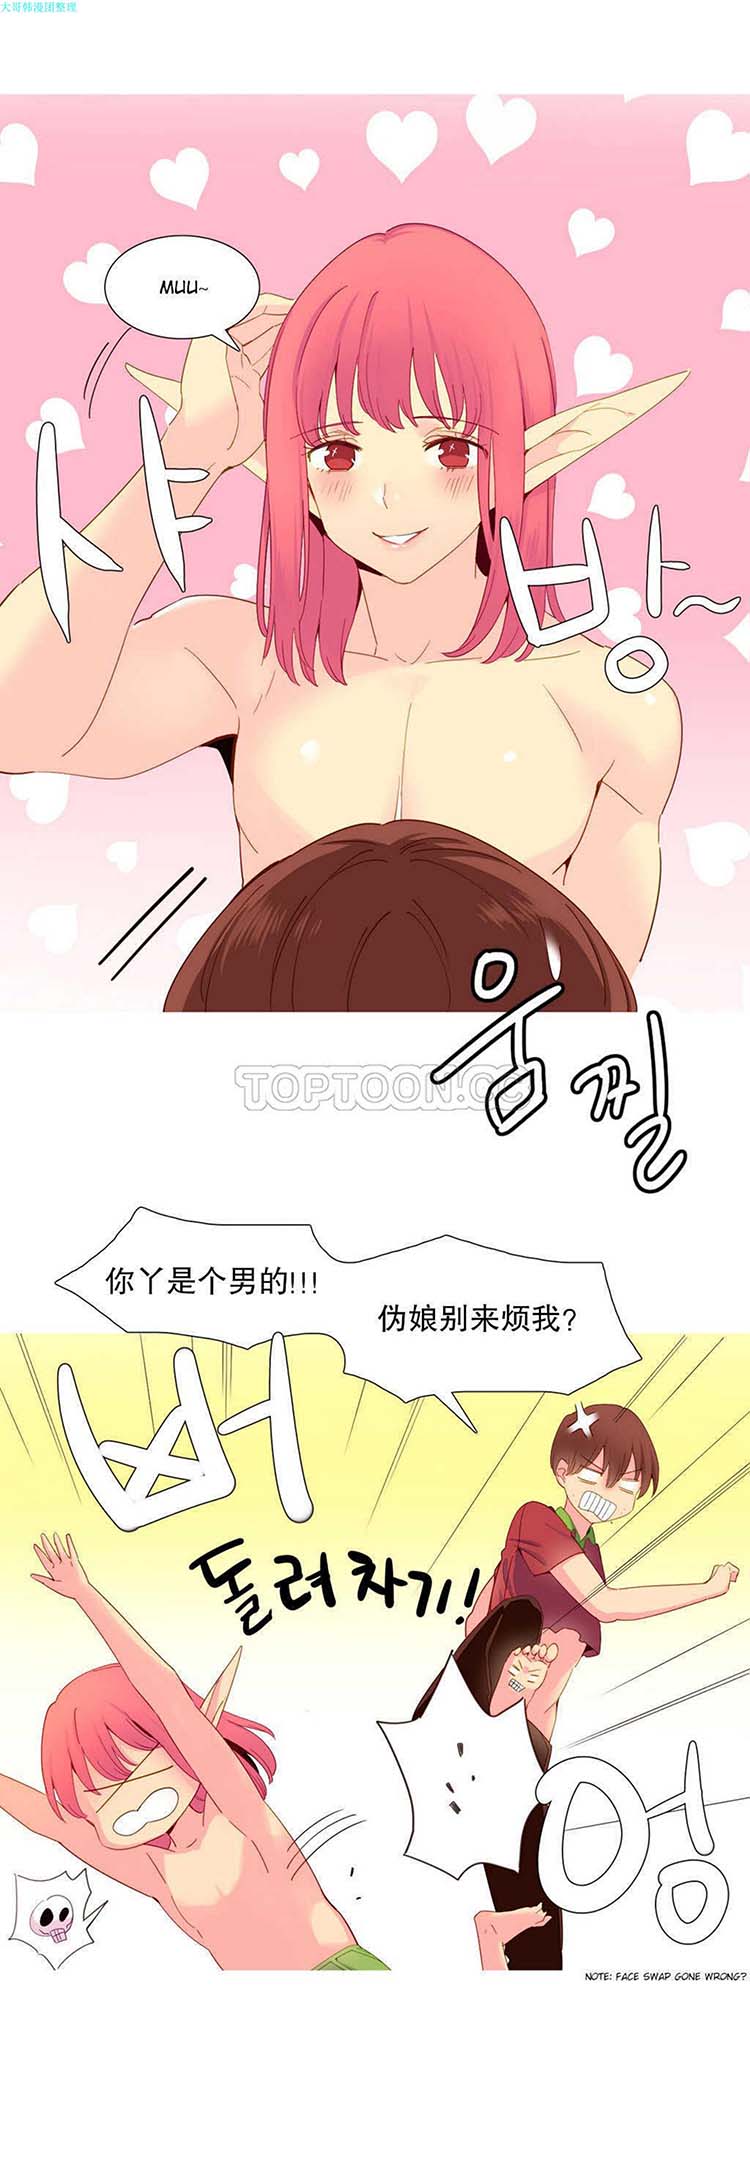 大哥韩漫团整理
MUU~
샤
방~
움찔
TOPTOON.CC
你丫是个男的!!!
伪娘别来烦我?
뻐
돌려차기!
엉
NOTE: FACE SWAP GONE WRONG?